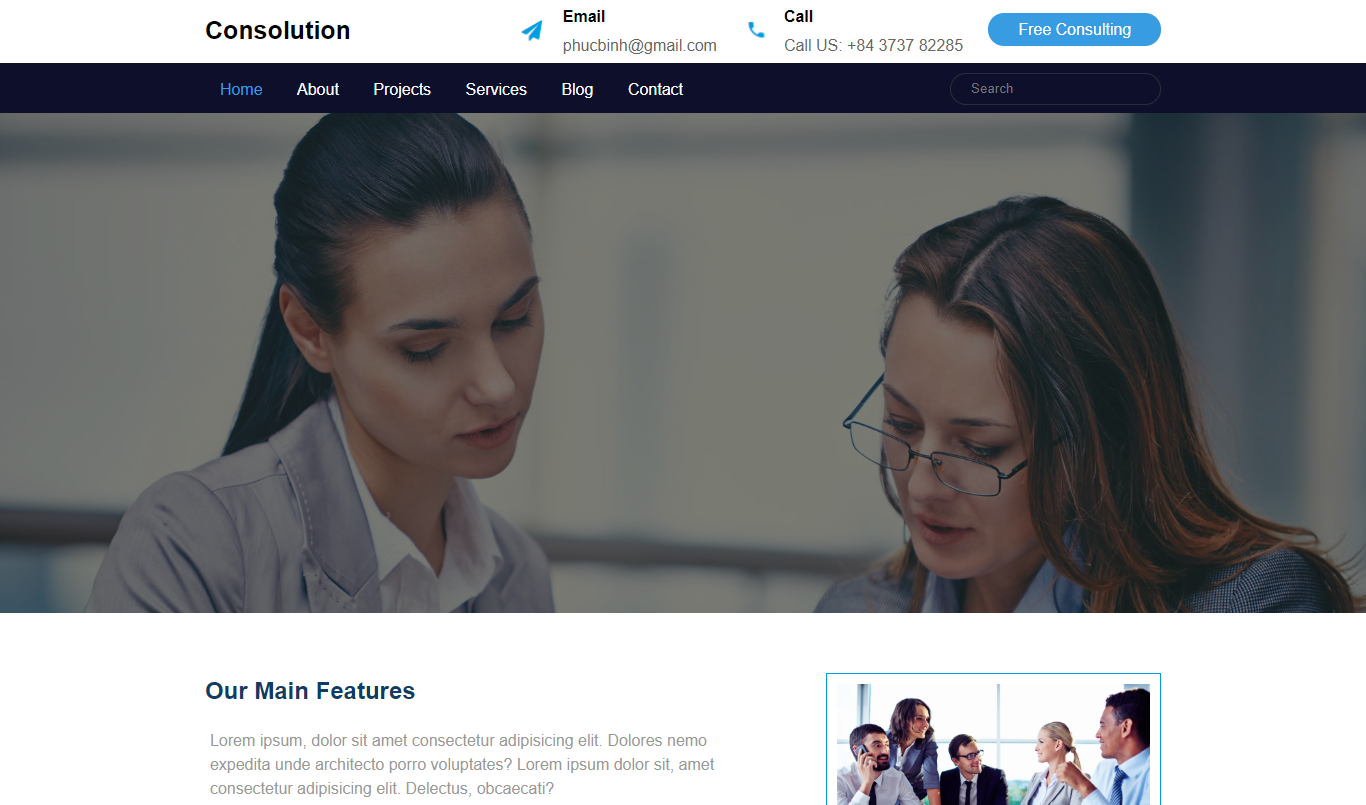 Consolution
Email
phucbinh@gmail.com
Call
Call US: +84 3737 82285
Free Consulting
Home About Projects Services Blog Contact
Search
Our Main Features
Lorem ipsum, dolor sit amet consectetur adipisicing elit. Dolores nemo
expedita unde architecto porro voluptates? Lorem ipsum dolor sit, amet
consectetur adipisicing elit. Delectus, obcaecati?